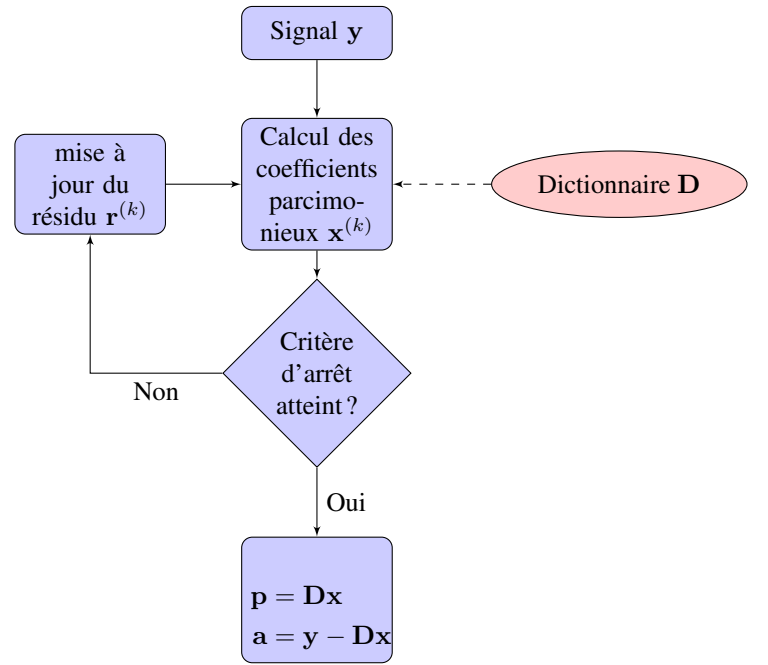 Signal y
Calcul des
coefficients
parcimo-
nieux x^(k)
mise à
jour du
résidu r^(k)
Dictionnaire D
Critère
d'arrêt
atteint ?
Non
Oui
p = Dx
a = y − Dx